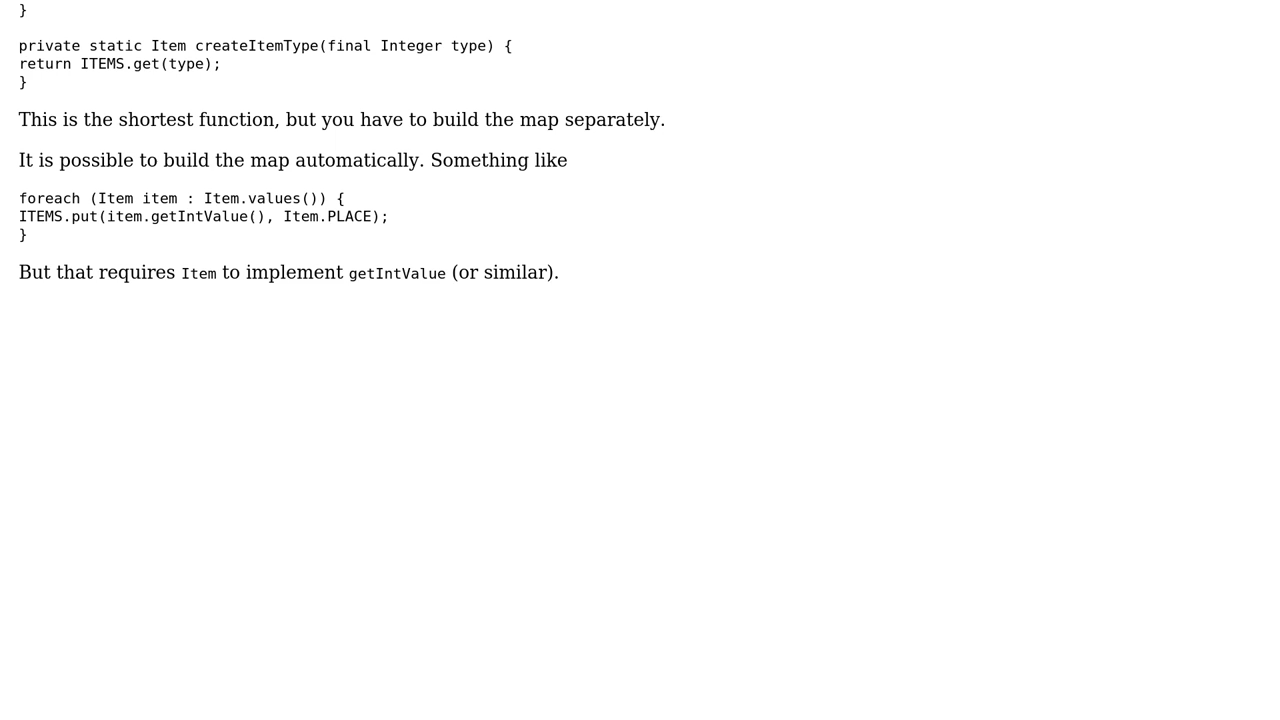 }
private static Item createItemType(final Integer type) {
return ITEMS.get(type);
}
This is the shortest function, but you have to build the map separately.
It is possible to build the map automatically. Something like
foreach (Item item : Item.values()) {
ITEMS.put(item.getIntValue(), Item.PLACE);
}
But that requires Item to implement getIntValue (or similar).